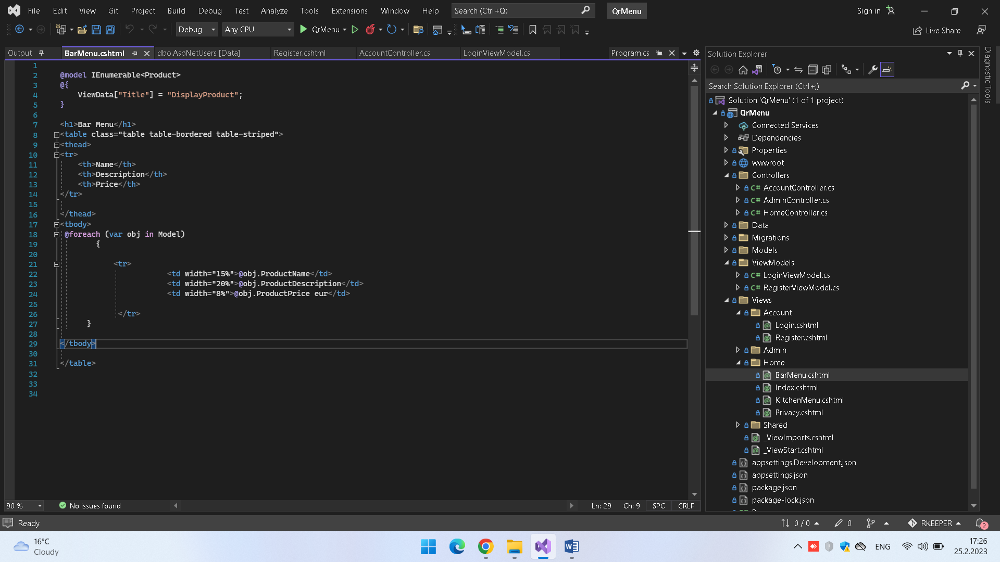 File Edit View Git Project Build Debug Test Analyze Tools Extensions Window Help Search (Ctrl+Q) QrMenu Sign in
Debug Any CPU QrMenu Live Share
Output BarMenu.cshtml dbo.AspNetUsers [Data] Register.cshtml AccountController.cs LoginViewModel.cs Program.cs
1
2 @model IEnumerable<Product>
3 @{
4 ViewData["Title"] = "DisplayProduct";
5 }
6
7 <h1>Bar Menu</h1>
8 <table class="table table-bordered table-striped">
9 <thead>
10 <tr>
11 <th>Name</th>
12 <th>Description</th>
13 <th>Price</th>
14 </tr>
15
16 </thead>
17 <tbody>
18 @foreach (var obj in Model)
19 {
20
21 <tr>
22 <td width="15%">@obj.ProductName</td>
23 <td width="20%">@obj.ProductDescription</td>
24 <td width="8%">@obj.ProductPrice eur</td>
25
26 </tr>
27 }
28
29 </tbody>
30
31 </table>
32
33
34
90 % No issues found Ln: 29 Ch: 9 SPC CRLF
Solution Explorer
Search Solution Explorer (Ctrl+;)
Solution 'QrMenu' (1 of 1 project)
QrMenu
Connected Services
Dependencies
Properties
wwwroot
Controllers
C# AccountController.cs
C# AdminController.cs
C# HomeController.cs
Data
Migrations
Models
ViewModels
C# LoginViewModel.cs
C# RegisterViewModel.cs
Views
Account
Login.cshtml
Register.cshtml
Admin
Home
BarMenu.cshtml
Index.cshtml
KitchenMenu.cshtml
Privacy.cshtml
Shared
_ViewImports.cshtml
_ViewStart.cshtml
appsettings.Development.json
appsettings.json
package.json
package-lock.json
Diagnostic Tools
Ready 0 / 0 0 RKEEPER 2
16°C
Cloudy
ENG
17:26
25.2.2023